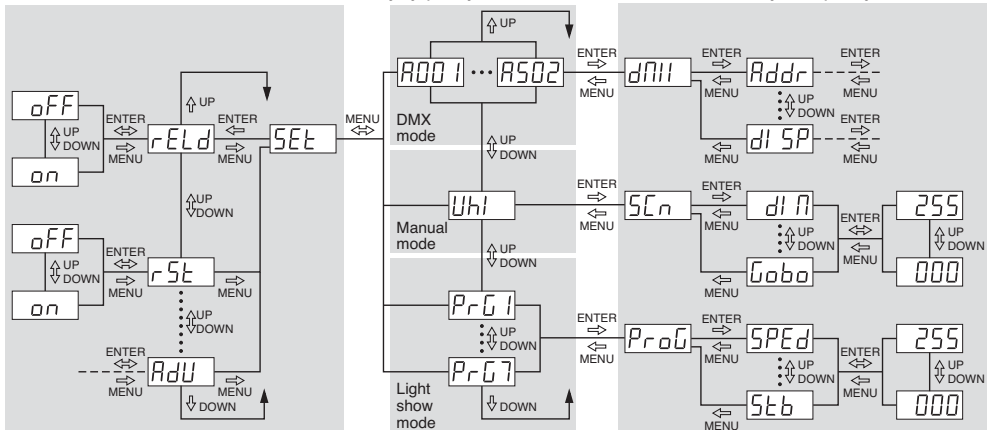 oFF
UP
DOWN
on
ENTER
MENU
rELd
UP
ENTER
MENU
SEt
MENU
UP
DOWN
oFF
UP
DOWN
on
ENTER
MENU
rSt
MENU
UP
DOWN
ENTER
MENU
AdU
MENU
DOWN
UP
A001 ... A502
DMX
mode
UP
DOWN
Uhl
Manual
mode
UP
DOWN
PrG1
UP
DOWN
PrG7
Light
show
mode
DOWN
ENTER
MENU
dM11
ENTER
MENU
Addr
ENTER
MENU
UP
DOWN
MENU
dISP
ENTER
MENU
ENTER
MENU
SCn
ENTER
MENU
dIM
UP
DOWN
MENU
Gobo
ENTER
MENU
255
UP
DOWN
000
ENTER
MENU
ProG
ENTER
MENU
SPEd
UP
DOWN
MENU
Stb
ENTER
MENU
255
UP
DOWN
000